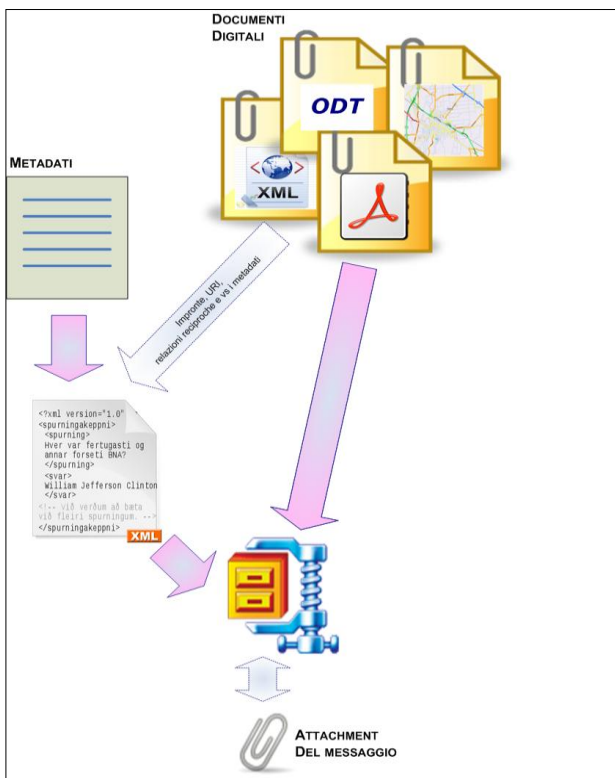 DOCUMENTI
DIGITALI
ODT
<XML>
METADATI
Impronte, URI,
relazioni reciproche e vs i metadati
<?xml version="1.0"
<spurningakeppni>
<spurning>
Hver var fertugasti og
annar forseti BNA?
</spurning>
<svar>
William Jefferson Clinton
</svar>
<!-- við verðum að bæta
við fleiri spurningum. -->
</spurningakeppni>
XML
ATTACHMENT
DEL MESSAGGIO